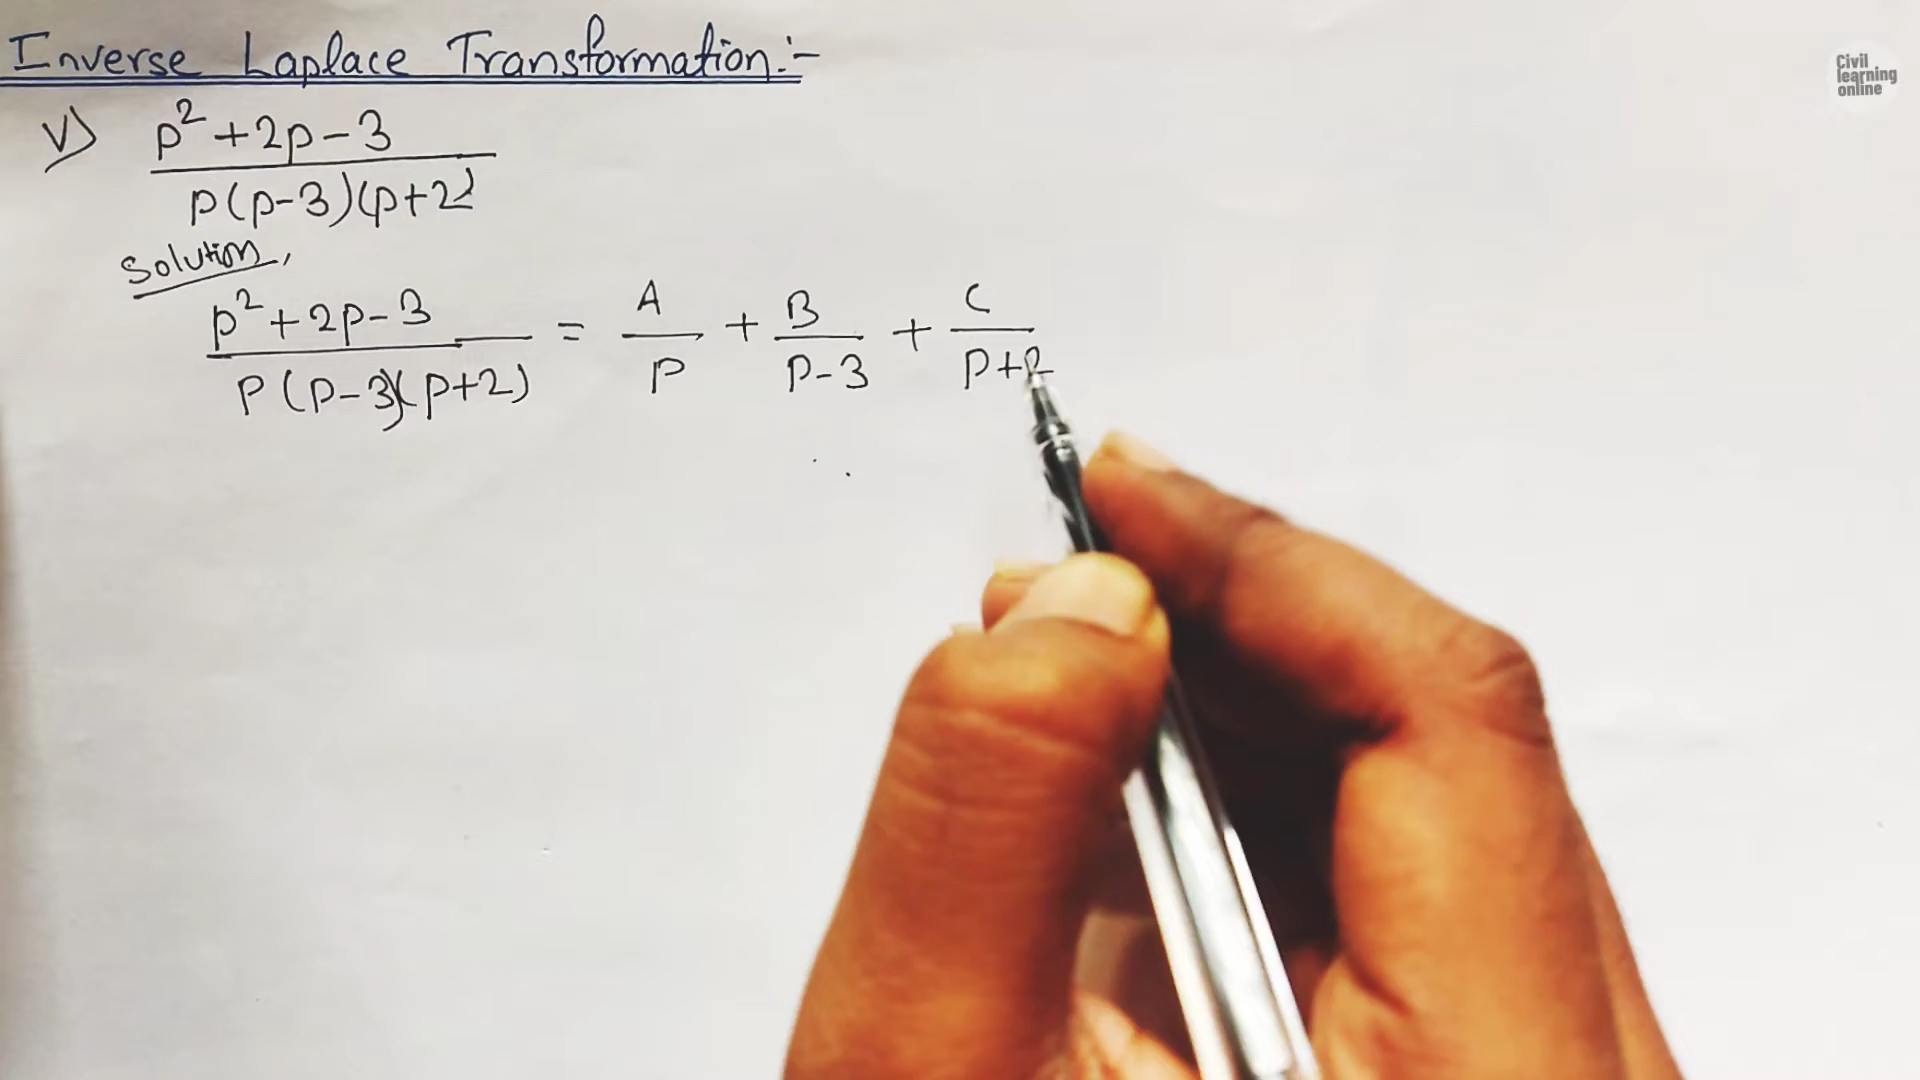 Inverse Laplace Transformation:-
Civil
learning
online
V) p² + 2p - 3
p(p-3)(p+2)
Solution,
p² + 2p - 3 = A + B + C
p(p-3)(p+2) p p-3 p+2